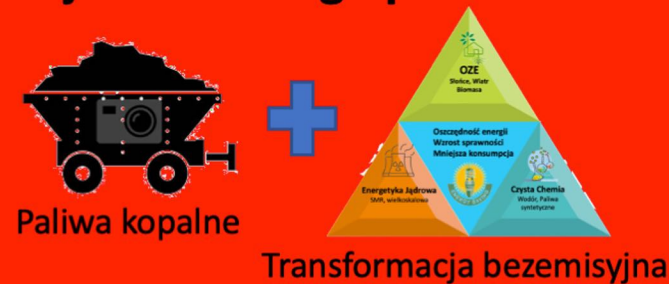 OZE
Słońce, Wiatr
Biomasa
Oszczędność energii
Wzrost sprawności
Mniejsza konsumpcja
Energetyka Jądrowa
SMR, wielkoskalowa
Czysta Chemia
Wodór, Paliwa
syntetyczne
Paliwa kopalne
Transformacja bezemisyjna